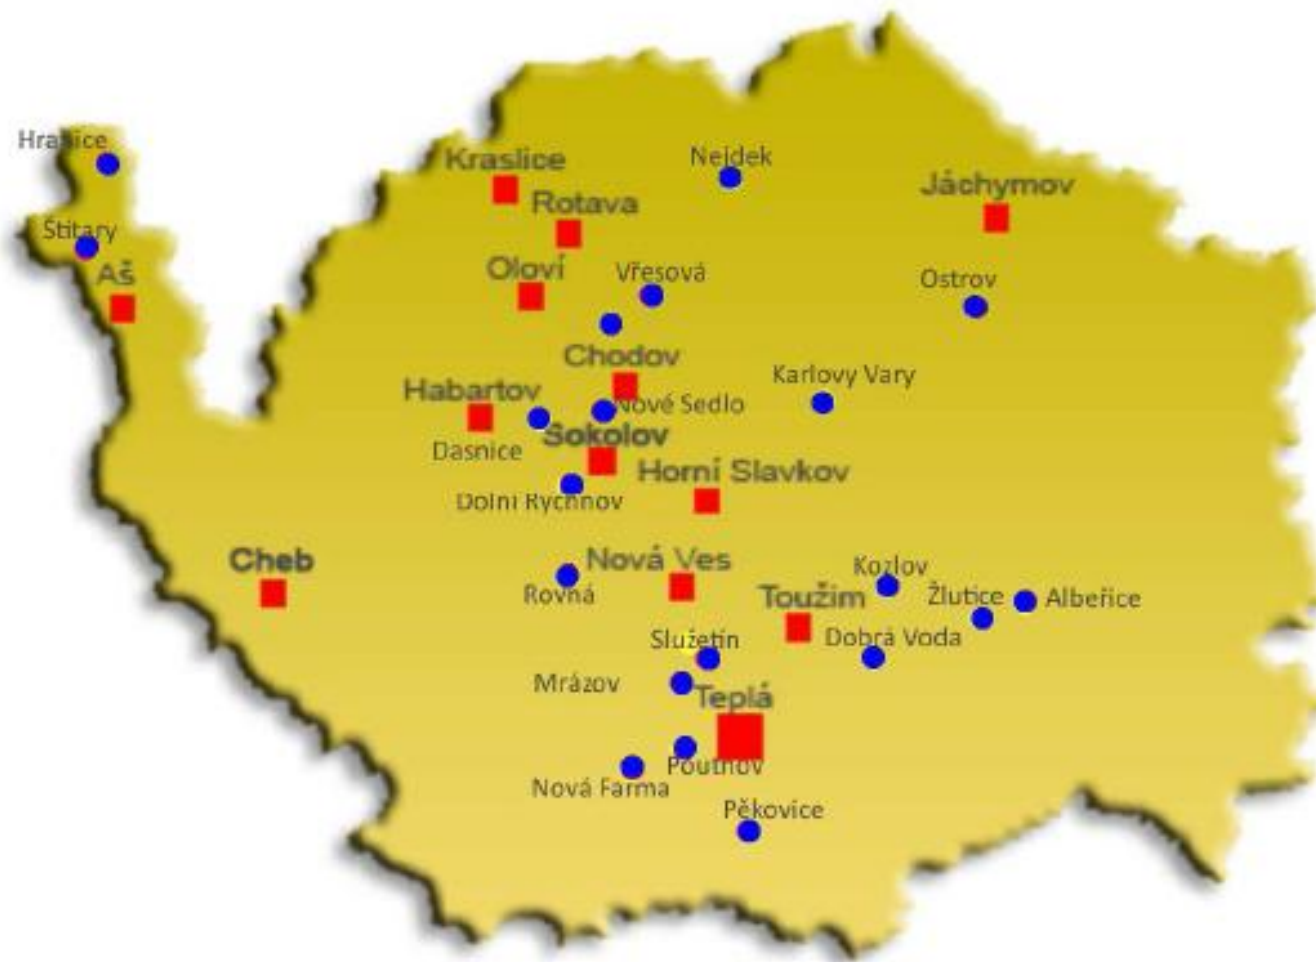 Hranice
Nejdek
Kraslice
Jáchymov
Rotava
Štítary
Aš
Oloví
Vřesová
Ostrov
Chodov
Karlovy Vary
Habartov
Nové Sedlo
Sokolov
Dasnice
Horní Slavkov
Dolní Rychnov
Cheb
Nová Ves
Kozlov
Rovná
Toužim
Žlutice
Albeřice
Služetín
Dobrá Voda
Mrázov
Teplá
Poutnov
Nová Farma
Pěkovice